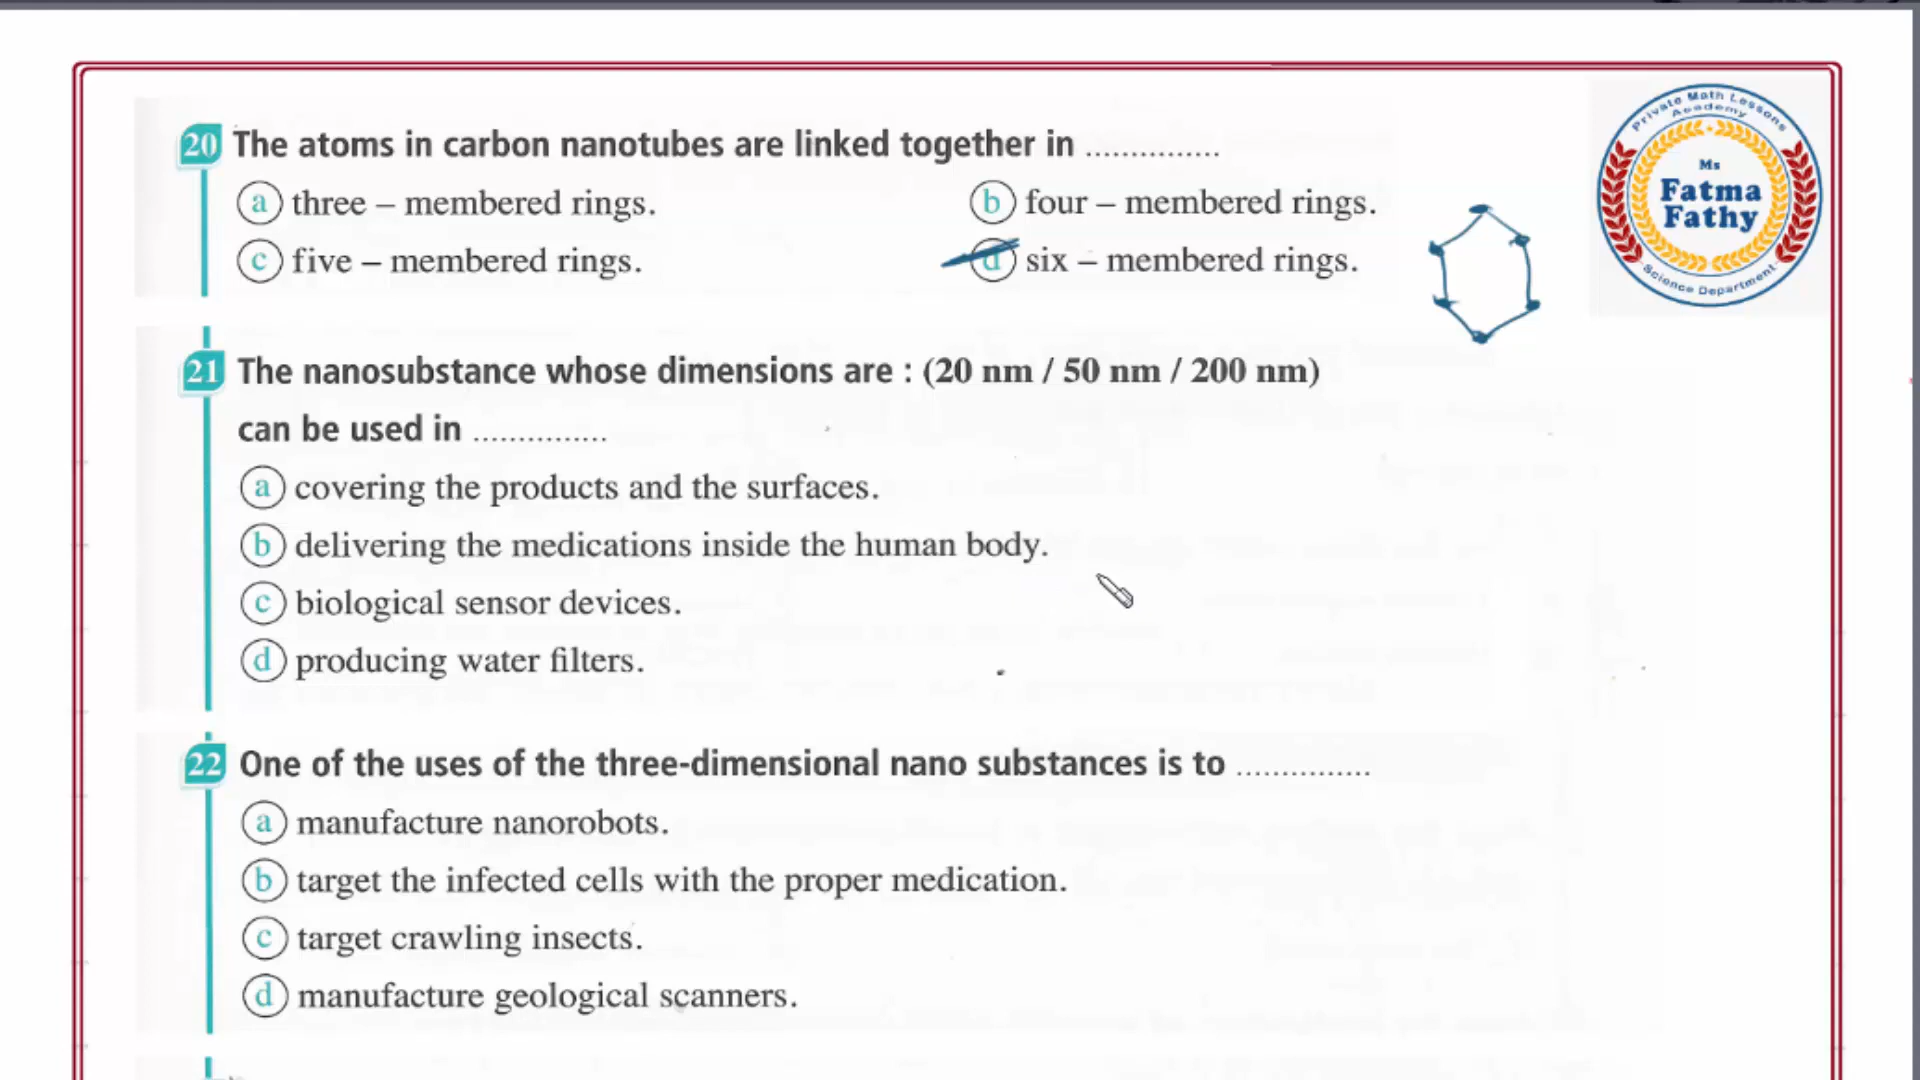 Private Math Lessons
Academy
Ms
Fatma
Fathy
Science Department
20 The atoms in carbon nanotubes are linked together in ...............
a three – membered rings.
b four – membered rings.
c five – membered rings.
d six – membered rings.
21 The nanosubstance whose dimensions are : (20 nm / 50 nm / 200 nm)
can be used in ...............
a covering the products and the surfaces.
b delivering the medications inside the human body.
c biological sensor devices.
d producing water filters.
22 One of the uses of the three-dimensional nano substances is to ...............
a manufacture nanorobots.
b target the infected cells with the proper medication.
c target crawling insects.
d manufacture geological scanners.